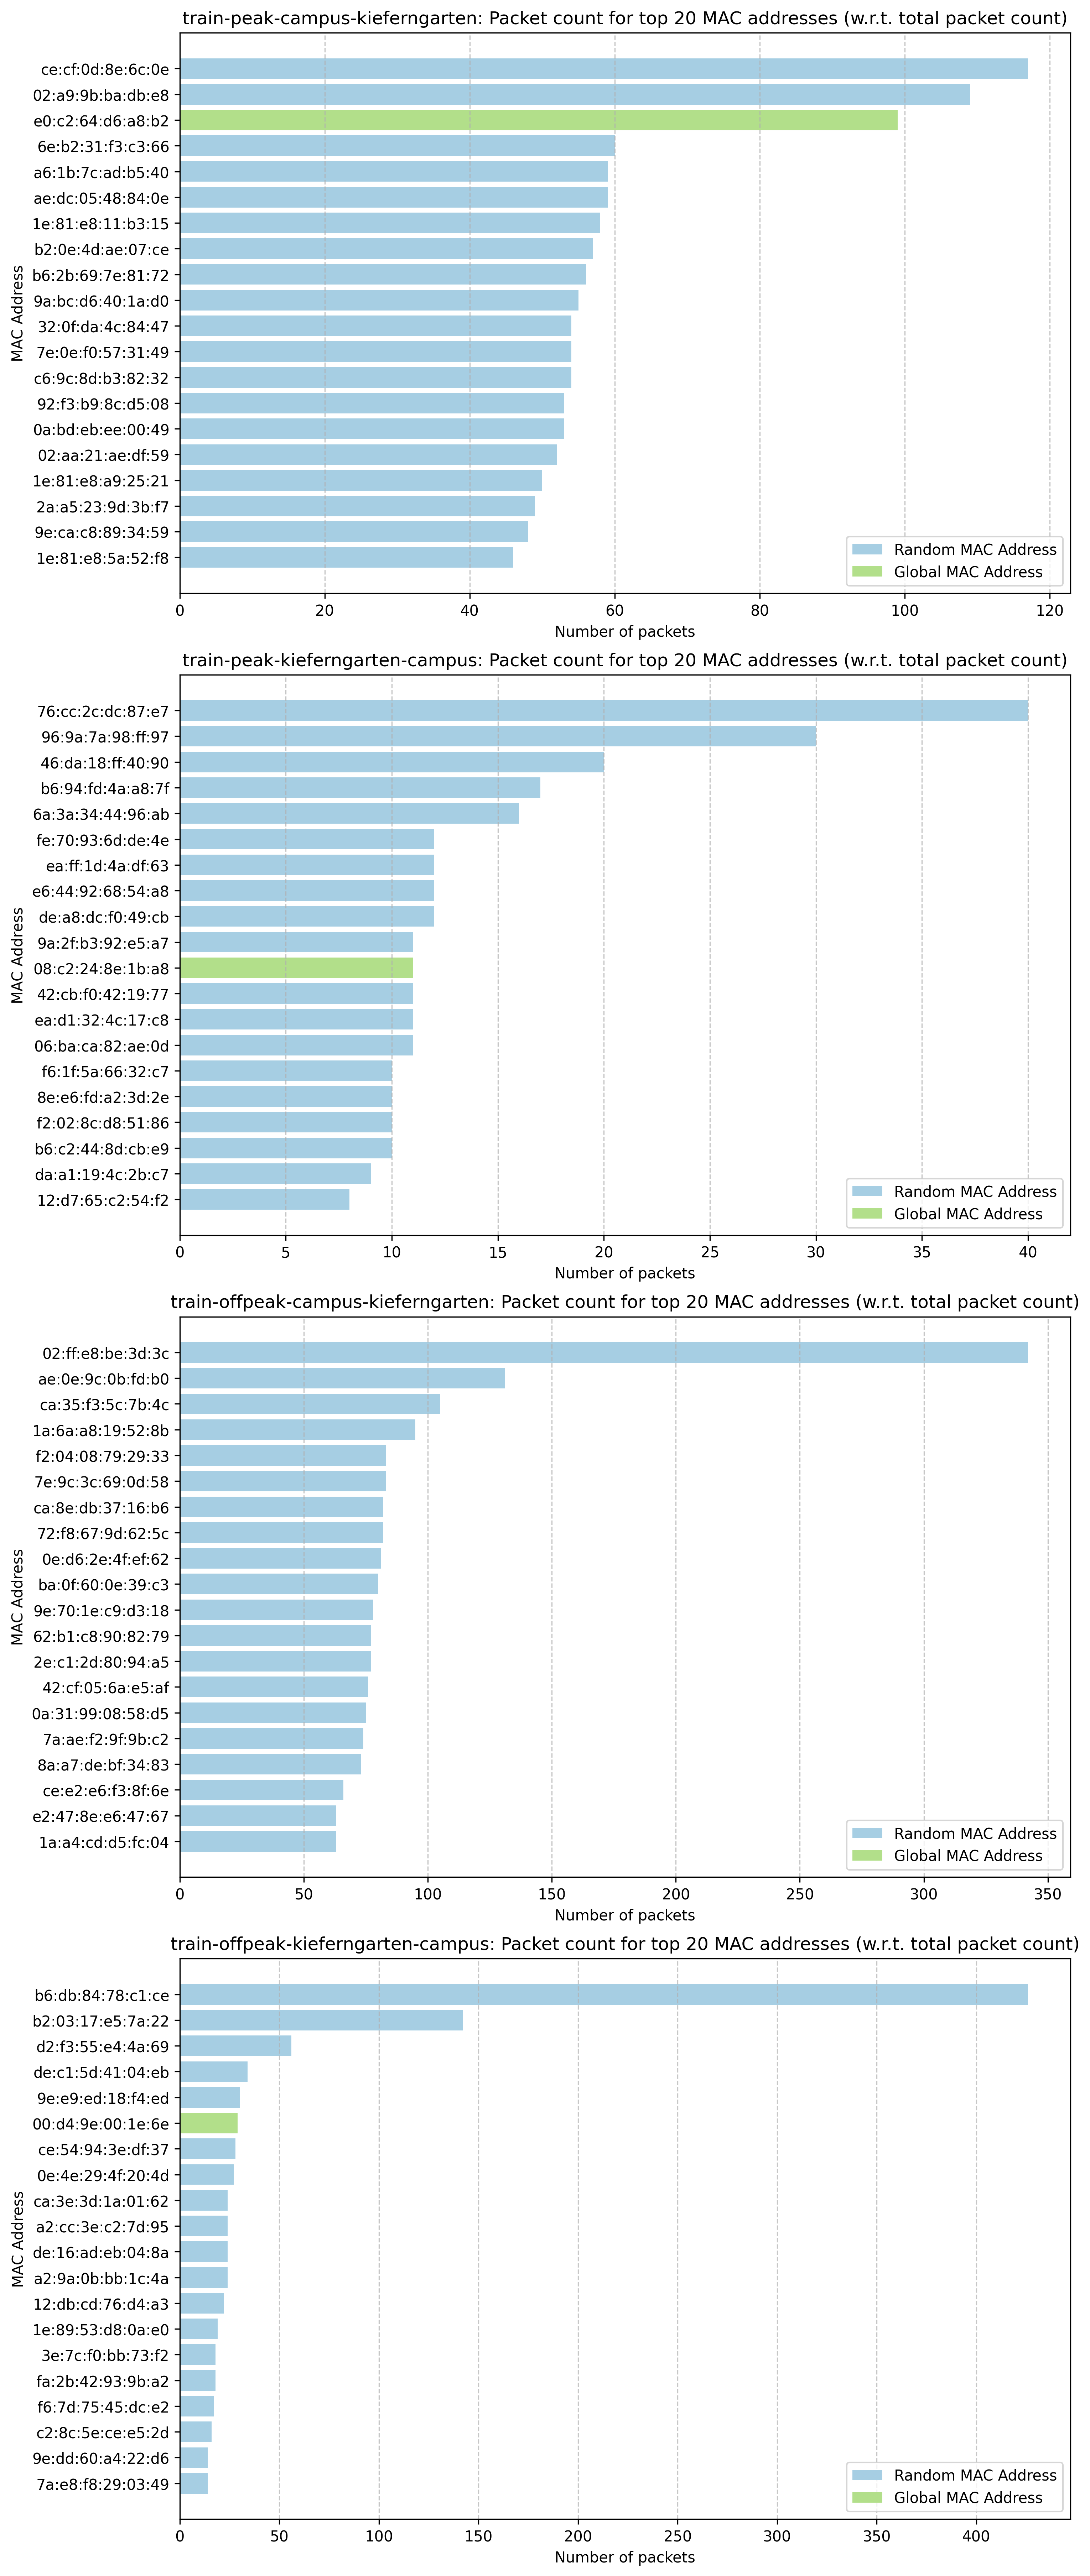 train-peak-campus-kieferngarten: Packet count for top 20 MAC addresses (w.r.t. total packet count)
MAC Address
ce:cf:0d:8e:6c:0e
02:a9:9b:ba:db:e8
e0:c2:64:d6:a8:b2
6e:b2:31:f3:c3:66
a6:1b:7c:ad:b5:40
ae:dc:05:48:84:0e
1e:81:e8:11:b3:15
b2:0e:4d:ae:07:ce
b6:2b:69:7e:81:72
9a:bc:d6:40:1a:d0
32:0f:da:4c:84:47
7e:0e:f0:57:31:49
c6:9c:8d:b3:82:32
92:f3:b9:8c:d5:08
0a:bd:eb:ee:00:49
02:aa:21:ae:df:59
1e:81:e8:a9:25:21
2a:a5:23:9d:3b:f7
9e:ca:c8:89:34:59
1e:81:e8:5a:52:f8
Random MAC Address
Global MAC Address
0 20 40 60 80 100 120
Number of packets
train-peak-kieferngarten-campus: Packet count for top 20 MAC addresses (w.r.t. total packet count)
MAC Address
76:cc:2c:dc:87:e7
96:9a:7a:98:ff:97
46:da:18:ff:40:90
b6:94:fd:4a:a8:7f
6a:3a:34:44:96:ab
fe:70:93:6d:de:4e
ea:ff:1d:4a:df:63
e6:44:92:68:54:a8
de:a8:dc:f0:49:cb
9a:2f:b3:92:e5:a7
08:c2:24:8e:1b:a8
42:cb:f0:42:19:77
ea:d1:32:4c:17:c8
06:ba:ca:82:ae:0d
f6:1f:5a:66:32:c7
8e:e6:fd:a2:3d:2e
f2:02:8c:d8:51:86
b6:c2:44:8d:cb:e9
da:a1:19:4c:2b:c7
12:d7:65:c2:54:f2
Random MAC Address
Global MAC Address
0 5 10 15 20 25 30 35 40
Number of packets
train-offpeak-campus-kieferngarten: Packet count for top 20 MAC addresses (w.r.t. total packet count)
MAC Address
02:ff:e8:be:3d:3c
ae:0e:9c:0b:fd:b0
ca:35:f3:5c:7b:4c
1a:6a:a8:19:52:8b
f2:04:08:79:29:33
7e:9c:3c:69:0d:58
ca:8e:db:37:16:b6
72:f8:67:9d:62:5c
0e:d6:2e:4f:ef:62
ba:0f:60:0e:39:c3
9e:70:1e:c9:d3:18
62:b1:c8:90:82:79
2e:c1:2d:80:94:a5
42:cf:05:6a:e5:af
0a:31:99:08:58:d5
7a:ae:f2:9f:9b:c2
8a:a7:de:bf:34:83
ce:e2:e6:f3:8f:6e
e2:47:8e:e6:47:67
1a:a4:cd:d5:fc:04
Random MAC Address
Global MAC Address
0 50 100 150 200 250 300 350
Number of packets
train-offpeak-kieferngarten-campus: Packet count for top 20 MAC addresses (w.r.t. total packet count)
MAC Address
b6:db:84:78:c1:ce
b2:03:17:e5:7a:22
d2:f3:55:e4:4a:69
de:c1:5d:41:04:eb
9e:e9:ed:18:f4:ed
00:d4:9e:00:1e:6e
ce:54:94:3e:df:37
0e:4e:29:4f:20:4d
ca:3e:3d:1a:01:62
a2:cc:3e:c2:7d:95
de:16:ad:eb:04:8a
a2:9a:0b:bb:1c:4a
12:db:cd:76:d4:a3
1e:89:53:d8:0a:e0
3e:7c:f0:bb:73:f2
fa:2b:42:93:9b:a2
f6:7d:75:45:dc:e2
c2:8c:5e:ce:e5:2d
9e:dd:60:a4:22:d6
7a:e8:f8:29:03:49
Random MAC Address
Global MAC Address
0 50 100 150 200 250 300 350 400
Number of packets